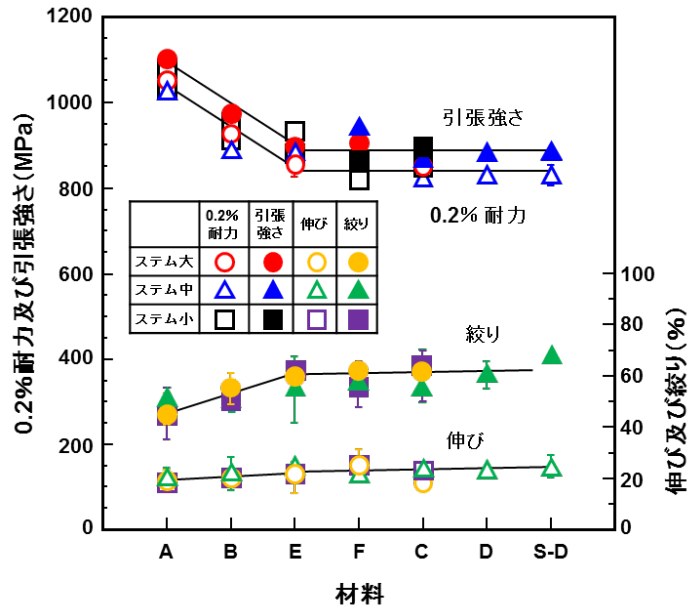 1200
1000
800
600
400
200
0
0.2%耐力及び引張強さ(MPa)
引張強さ
0.2% 耐力
0.2%
耐力 引張
強さ 伸び 絞り
ステム大
ステム中
ステム小
絞り
伸び
100
80
60
40
20
0
伸び及び絞り(%)
A B E F C D S-D
材料